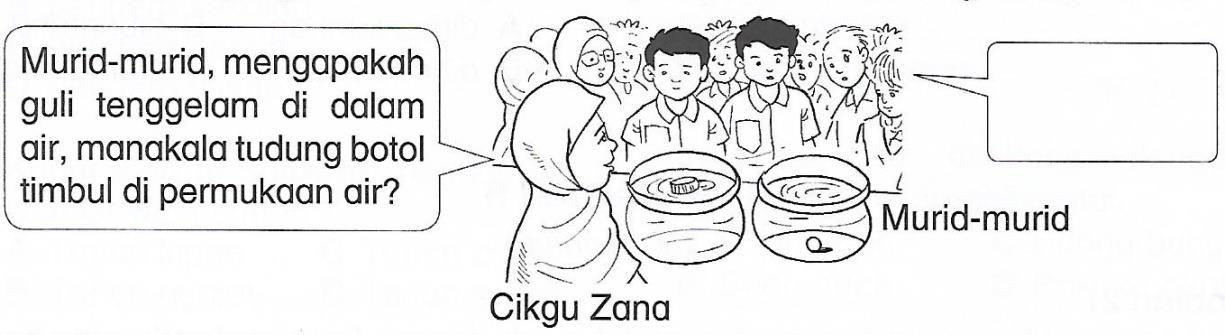 Murid-murid, mengapakah
guli tenggelam di dalam
air, manakala tudung botol
timbul di permukaan air?
Murid-murid
Cikgu Zana